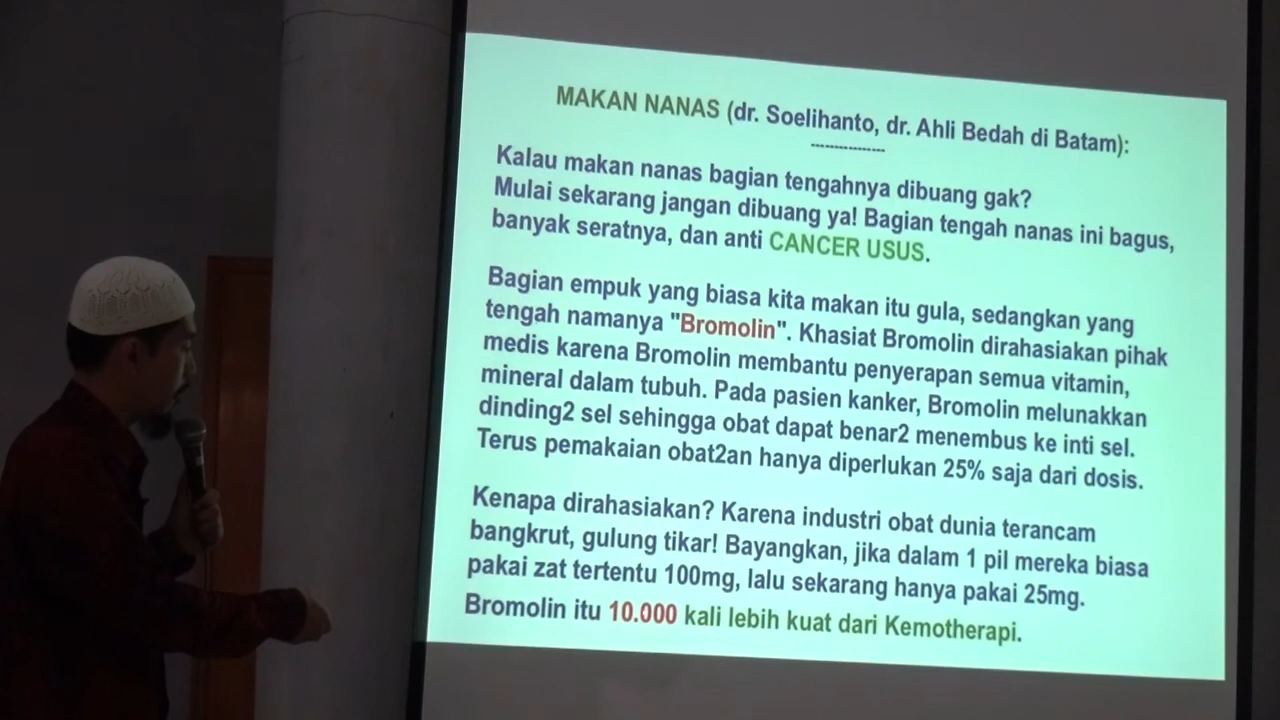 MAKAN NANAS (dr. Soelihanto, dr. Ahli Bedah di Batam):
---------------
Kalau makan nanas bagian tengahnya dibuang gak?
Mulai sekarang jangan dibuang ya! Bagian tengah nanas ini bagus,
banyak seratnya, dan anti CANCER USUS.
Bagian empuk yang biasa kita makan itu gula, sedangkan yang
tengah namanya "Bromolin". Khasiat Bromolin dirahasiakan pihak
medis karena Bromolin membantu penyerapan semua vitamin,
mineral dalam tubuh. Pada pasien kanker, Bromolin melunakkan
dinding2 sel sehingga obat dapat benar2 menembus ke inti sel.
Terus pemakaian obat2an hanya diperlukan 25% saja dari dosis.
Kenapa dirahasiakan? Karena industri obat dunia terancam
bangkrut, gulung tikar! Bayangkan, jika dalam 1 pil mereka biasa
pakai zat tertentu 100mg, lalu sekarang hanya pakai 25mg.
Bromolin itu 10.000 kali lebih kuat dari Kemotherapi.